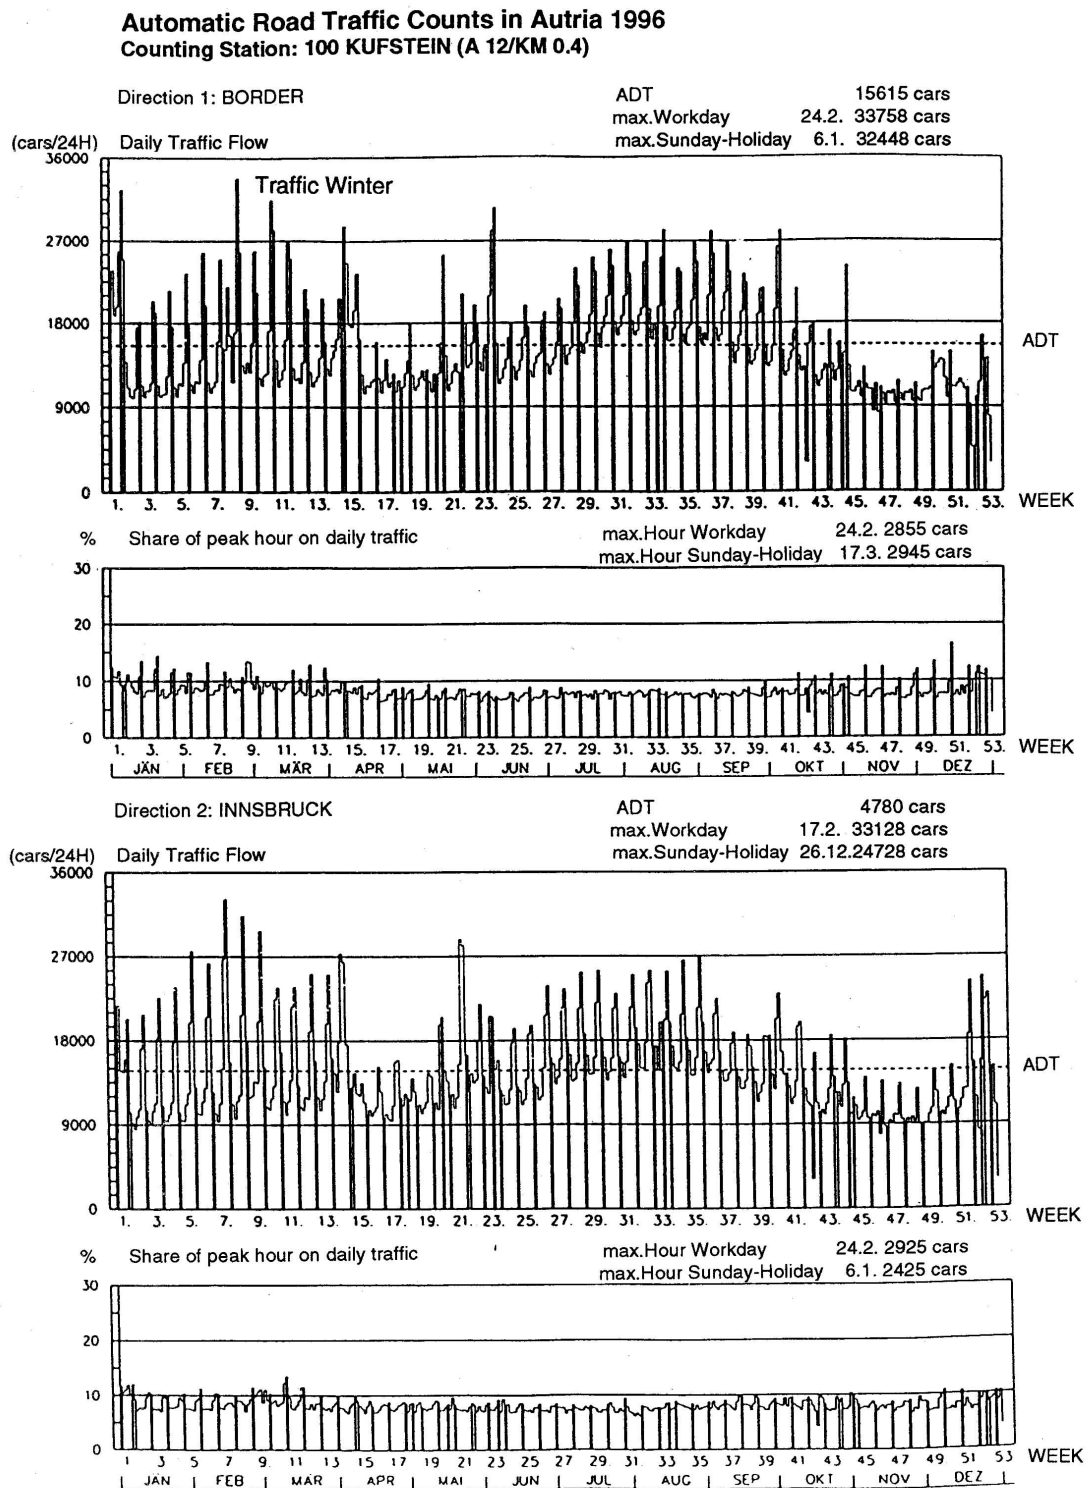 Automatic Road Traffic Counts in Autria 1996
Counting Station: 100 KUFSTEIN (A 12/KM 0.4)
Direction 1: BORDER
ADT 15615 cars
max.Workday 24.2. 33758 cars
max.Sunday-Holiday 6.1. 32448 cars
(cars/24H) Daily Traffic Flow
36000
Traffic Winter
27000
18000
ADT
9000
0
1. 3. 5. 7. 9. 11. 13. 15. 17. 19. 21. 23. 25. 27. 29. 31. 33. 35. 37. 39. 41. 43. 45. 47. 49. 51. 53. WEEK
% Share of peak hour on daily traffic
max.Hour Workday 24.2. 2855 cars
max.Hour Sunday-Holiday 17.3. 2945 cars
30
20
10
0
1. 3. 5. 7. 9. 11. 13. 15. 17. 19. 21. 23. 25. 27. 29. 31. 33. 35. 37. 39. 41. 43. 45. 47. 49. 51. 53. WEEK
JÄN FEB MÄR APR MAI JUN JUL AUG SEP OKT NOV DEZ
Direction 2: INNSBRUCK
ADT 4780 cars
max.Workday 17.2. 33128 cars
max.Sunday-Holiday 26.12.24728 cars
(cars/24H) Daily Traffic Flow
36000
27000
18000
ADT
9000
0
1. 3. 5. 7. 9. 11. 13. 15. 17. 19. 21. 23. 25. 27. 29. 31. 33. 35. 37. 39. 41. 43. 45. 47. 49. 51. 53. WEEK
% Share of peak hour on daily traffic
max.Hour Workday 24.2. 2925 cars
max.Hour Sunday-Holiday 6.1. 2425 cars
30
20
10
0
1 3 5 7 9. 11 13 15 17 19 21 23 25 27 29 31 33 35 37 39 41 43 45 47 49 51 53 WEEK
JÄN FEB MÄR APR MAI JUN JUL AUG SEP OKT NOV DEZ